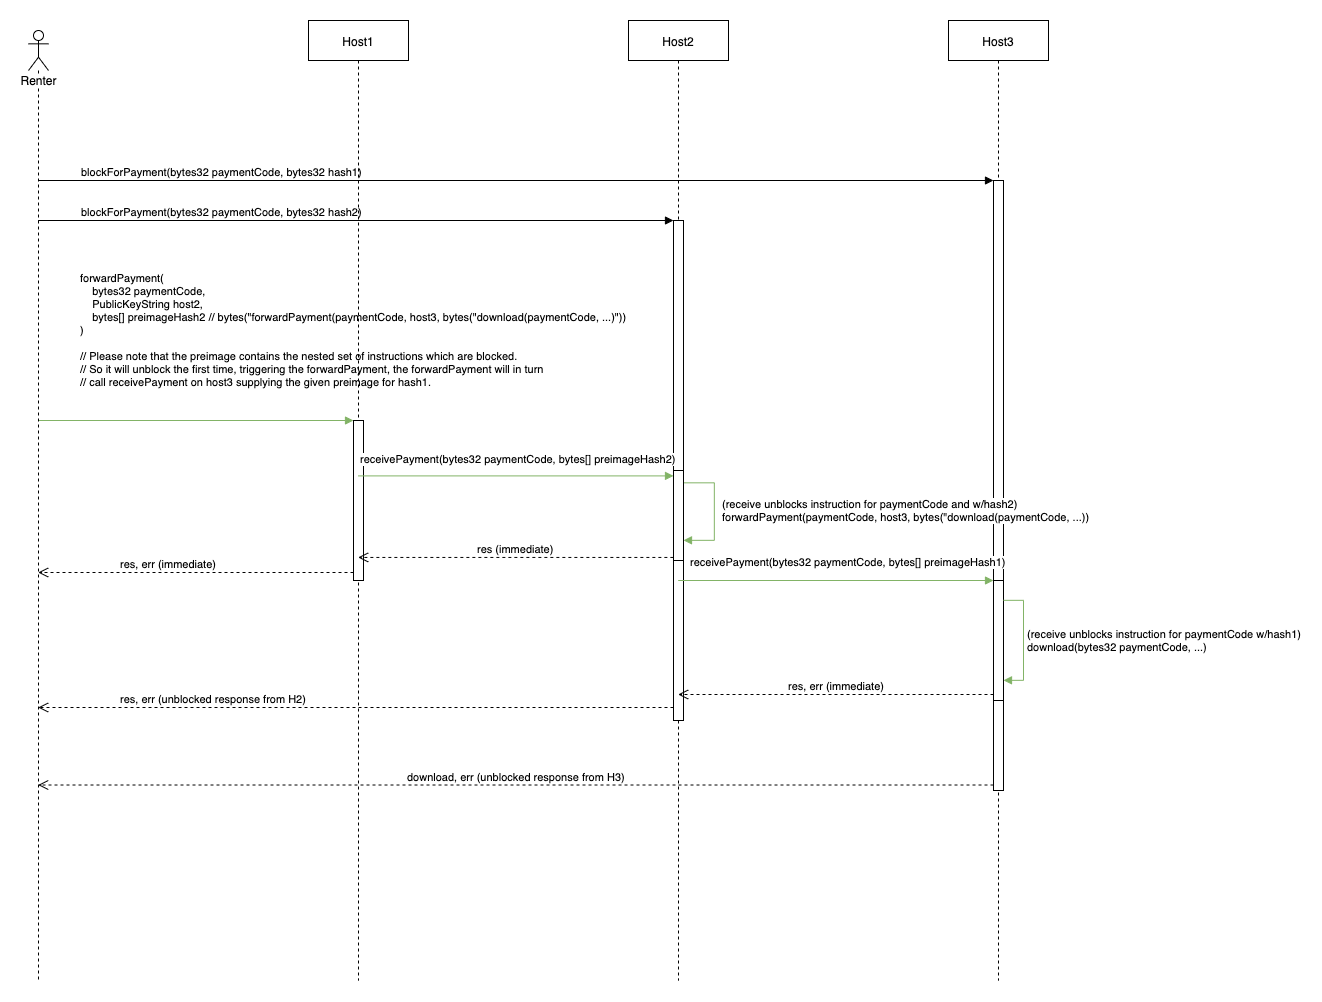 Renter
Host1
Host2
Host3
blockForPayment(bytes32 paymentCode, bytes32 hash1)
blockForPayment(bytes32 paymentCode, bytes32 hash2)
forwardPayment(
bytes32 paymentCode,
PublicKeyString host2,
bytes[] preimageHash2 // bytes("forwardPayment(paymentCode, host3, bytes("download(paymentCode, ...)"))
)
// Please note that the preimage contains the nested set of instructions which are blocked.
// So it will unblock the first time, triggering the forwardPayment, the forwardPayment will in turn
// call receivePayment on host3 supplying the given preimage for hash1.
receivePayment(bytes32 paymentCode, bytes[] preimageHash2)
(receive unblocks instruction for paymentCode and w/hash2)
forwardPayment(paymentCode, host3, bytes("download(paymentCode, ...))
res (immediate)
res, err (immediate)
receivePayment(bytes32 paymentCode, bytes[] preimageHash1)
(receive unblocks instruction for paymentCode w/hash1)
download(bytes32 paymentCode, ...)
res, err (immediate)
res, err (unblocked response from H2)
download, err (unblocked response from H3)